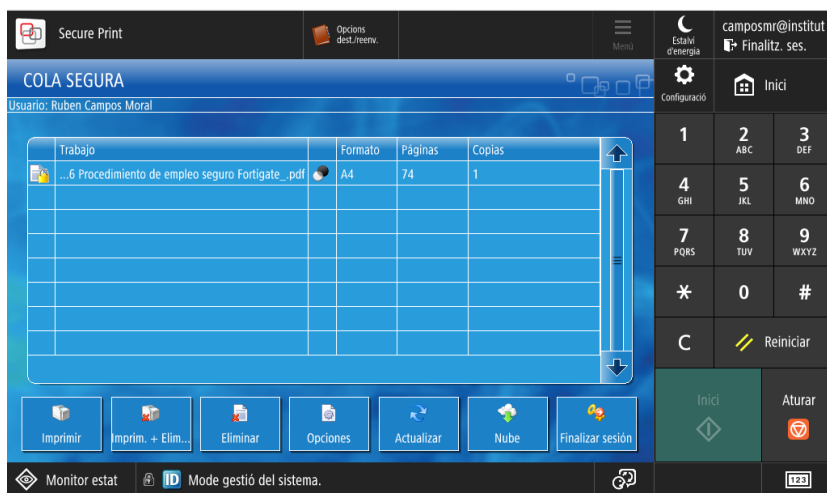 Secure Print
Opcions
dest./reenv.
Menú
Estalvi
d'energia
camposmr@institut
Finalitz. ses.
COLA SEGURA
Usuario: Ruben Campos Moral
Configuració
Inici
Trabajo Formato Páginas Copias
...6 Procedimiento de empleo seguro Fortigate_.pdf A4 74 1
1 2 3
ABC DEF
4 5 6
GHI JKL MNO
7 8 9
PQRS TUV WXYZ
* 0 #
C Reiniciar
Inici Aturar
Imprimir Imprim. + Elim... Eliminar Opciones Actualizar Nube Finalizar sesión
Monitor estat ID Mode gestió del sistema. 123